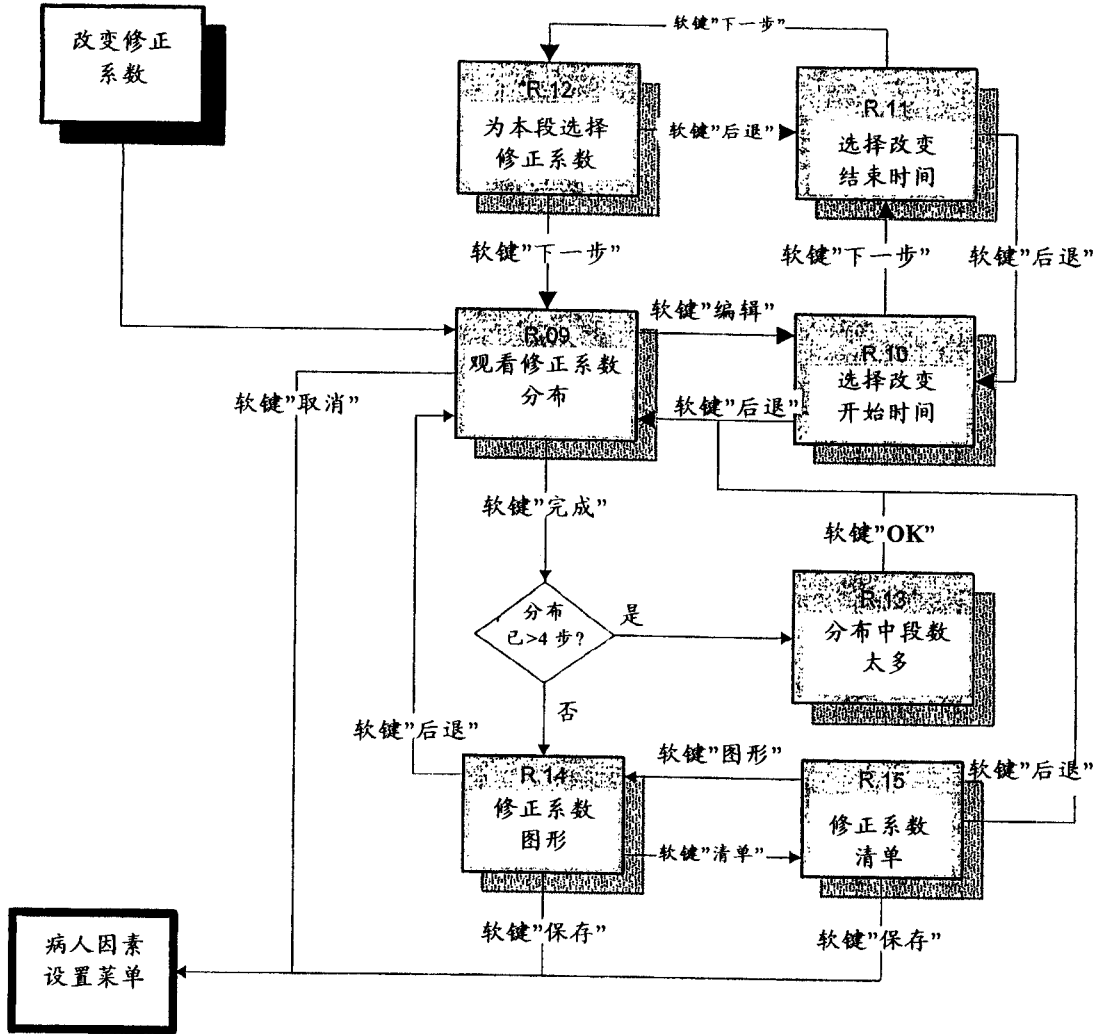 改变修正
系数
软键”下一步”
R.12
为本段选择
修正系数
软键”后退”
R.11
选择改变
结束时间
软键”下一步”
软键”下一步”
软键”后退”
R.09
观看修正系数
分布
软键”编辑”
R.10
选择改变
开始时间
软键”后退”
软键”取消”
软键”完成”
软键”OK”
分布
已>4 步?
是
R.13
分布中段数
太多
否
软键”后退”
R.14
修正系数
图形
软键”图形”
R.15
修正系数
清单
软键”后退”
软键”清单”
软键”保存”
软键”保存”
病人因素
设置菜单